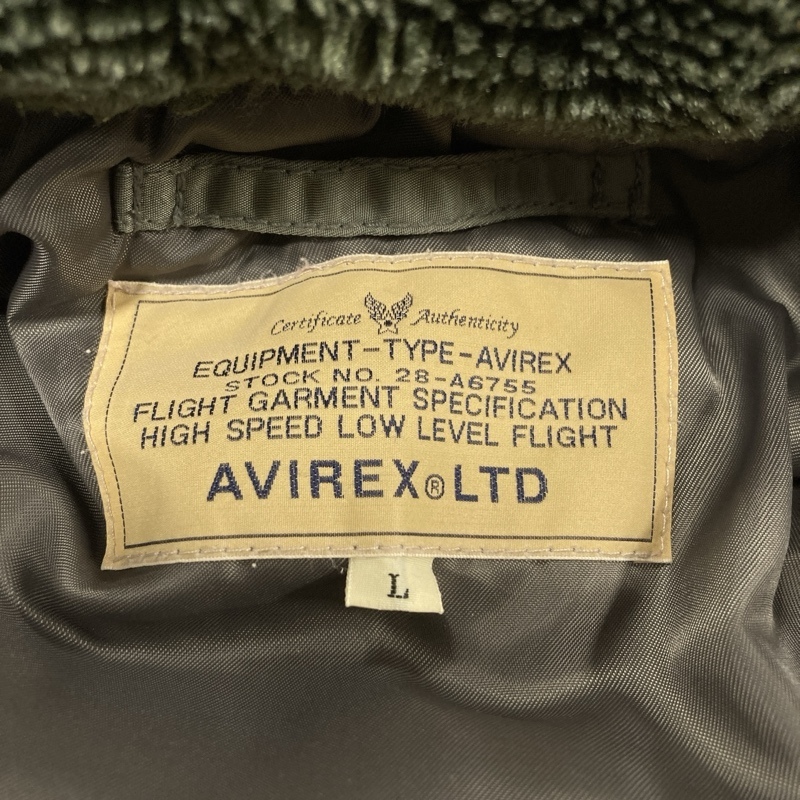 Certificate Authenticity
EQUIPMENT-TYPE-AVIREX
STOCK NO. 28-A6755
FLIGHT GARMENT SPECIFICATION
HIGH SPEED LOW LEVEL FLIGHT
AVIREX® LTD
L